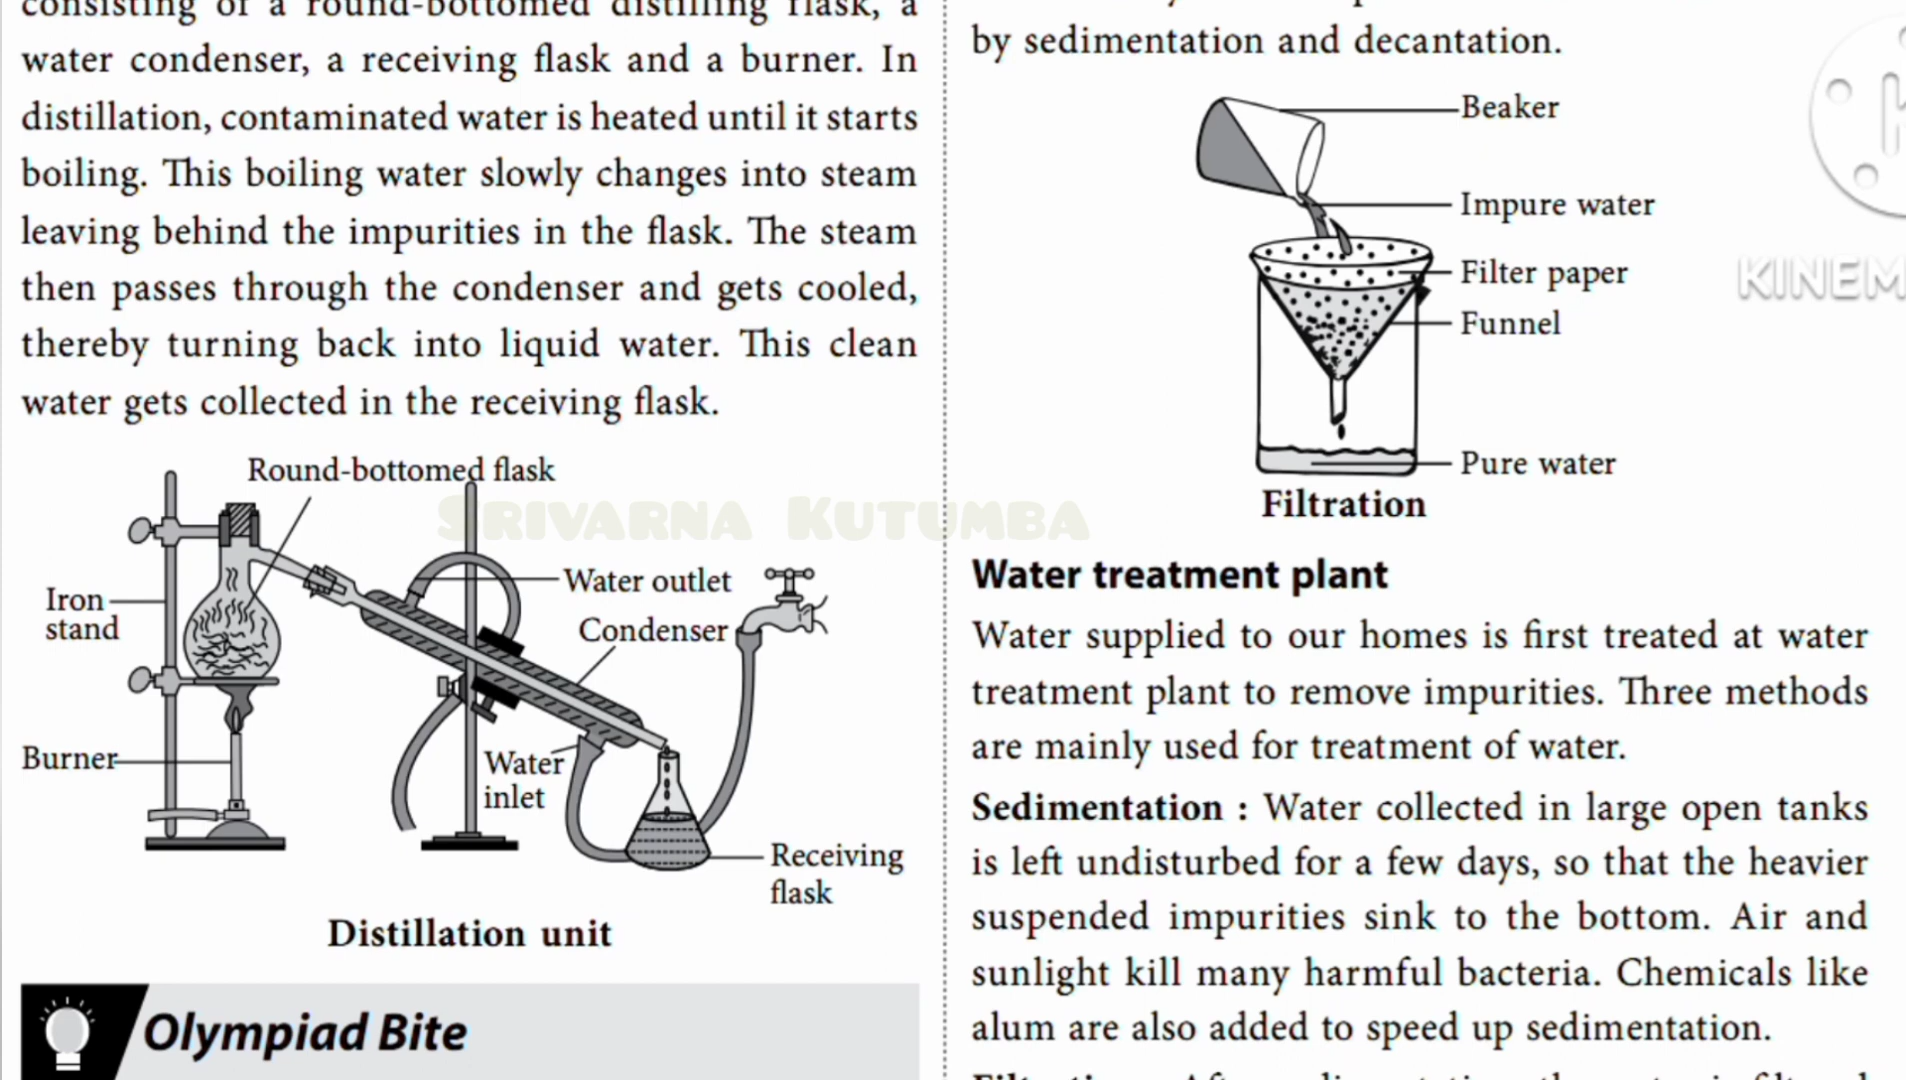 consisting of a round-bottomed distilling flask, a
water condenser, a receiving flask and a burner. In
distillation, contaminated water is heated until it starts
boiling. This boiling water slowly changes into steam
leaving behind the impurities in the flask. The steam
then passes through the condenser and gets cooled,
thereby turning back into liquid water. This clean
water gets collected in the receiving flask.
Round-bottomed flask
Iron
stand
Burner
Water outlet
Condenser
Water
inlet
Receiving
flask
Distillation unit
Olympiad Bite
by sedimentation and decantation.
Beaker
Impure water
Filter paper
Funnel
Pure water
Filtration
Water treatment plant
Water supplied to our homes is first treated at water
treatment plant to remove impurities. Three methods
are mainly used for treatment of water.
Sedimentation : Water collected in large open tanks
is left undisturbed for a few days, so that the heavier
suspended impurities sink to the bottom. Air and
sunlight kill many harmful bacteria. Chemicals like
alum are also added to speed up sedimentation.
SRIVARNA KUTUMBA
KINEM